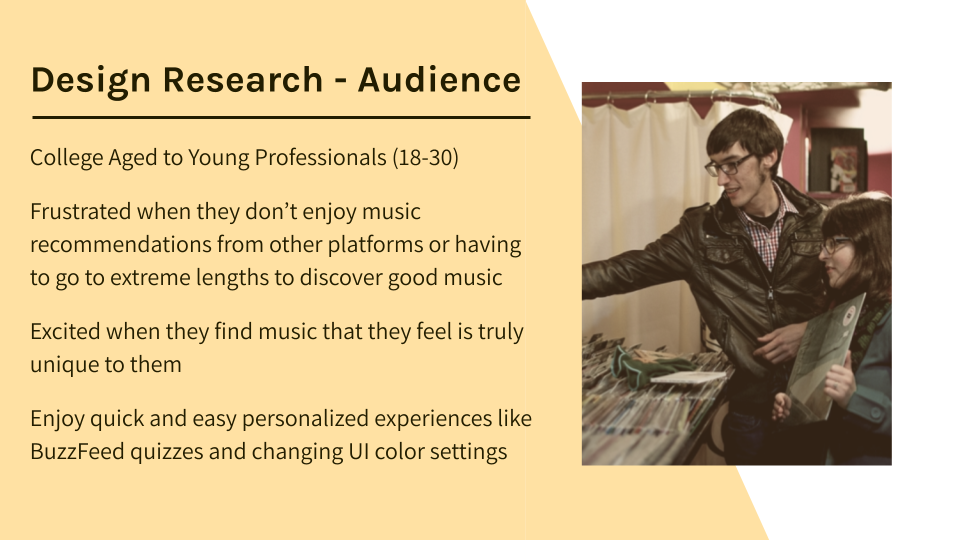 Design Research - Audience
College Aged to Young Professionals (18-30)
Frustrated when they don’t enjoy music
recommendations from other platforms or having
to go to extreme lengths to discover good music
Excited when they find music that they feel is truly
unique to them
Enjoy quick and easy personalized experiences like
BuzzFeed quizzes and changing UI color settings